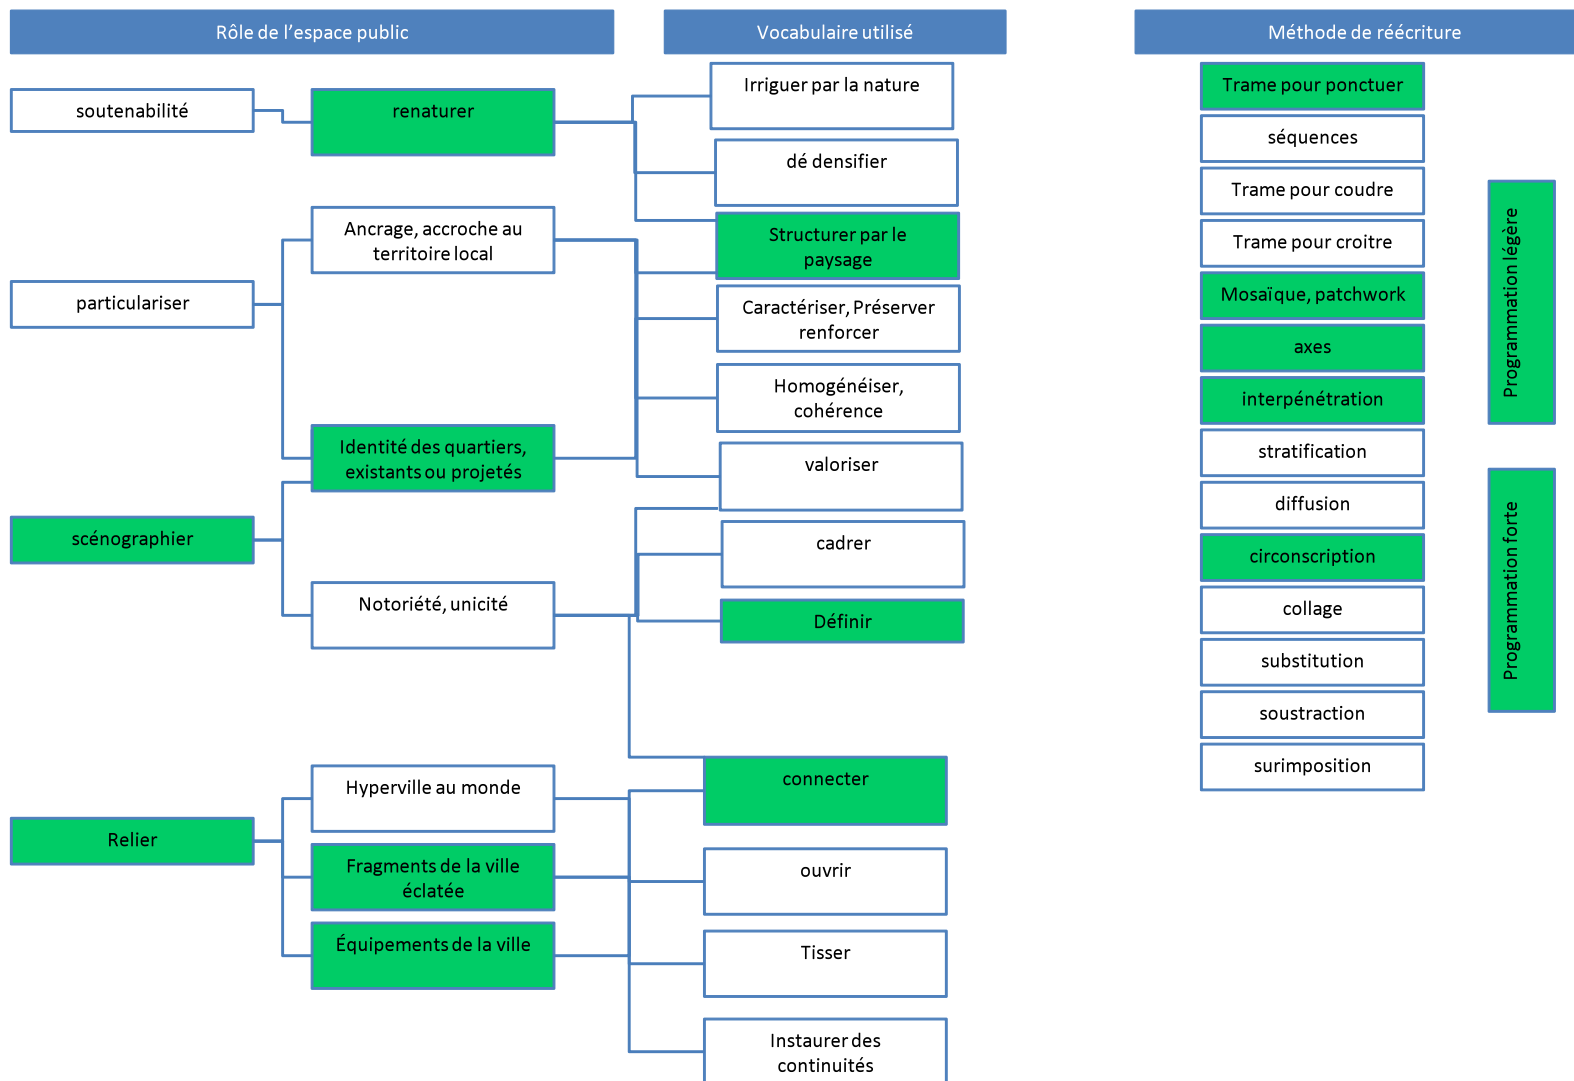 Rôle de l’espace public
Vocabulaire utilisé
Méthode de réécriture
soutenabilité
particulariser
scénographier
Relier
renaturer
Ancrage, accroche au
territoire local
Identité des quartiers,
existants ou projetés
Notoriété, unicité
Hyperville au monde
Fragments de la ville
éclatée
Équipements de la ville
Irriguer par la nature
dé densifier
Structurer par le
paysage
Caractériser, Préserver
renforcer
Homogénéiser,
cohérence
valoriser
cadrer
Définir
connecter
ouvrir
Tisser
Instaurer des
continuités
Trame pour ponctuer
séquences
Trame pour coudre
Trame pour croitre
Mosaïque, patchwork
axes
interpénétration
stratification
diffusion
circonscription
collage
substitution
soustraction
surimposition
Programmation légère
Programmation forte